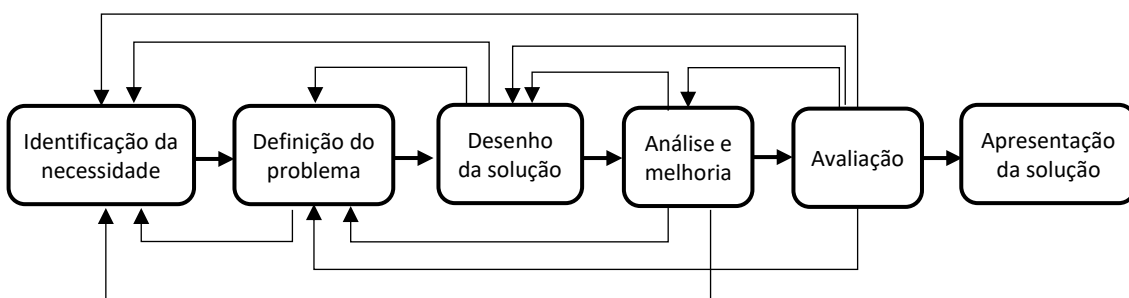 Identificação da
necessidade
Definição do
problema
Desenho
da solução
Análise e
melhoria
Avaliação
Apresentação
da solução